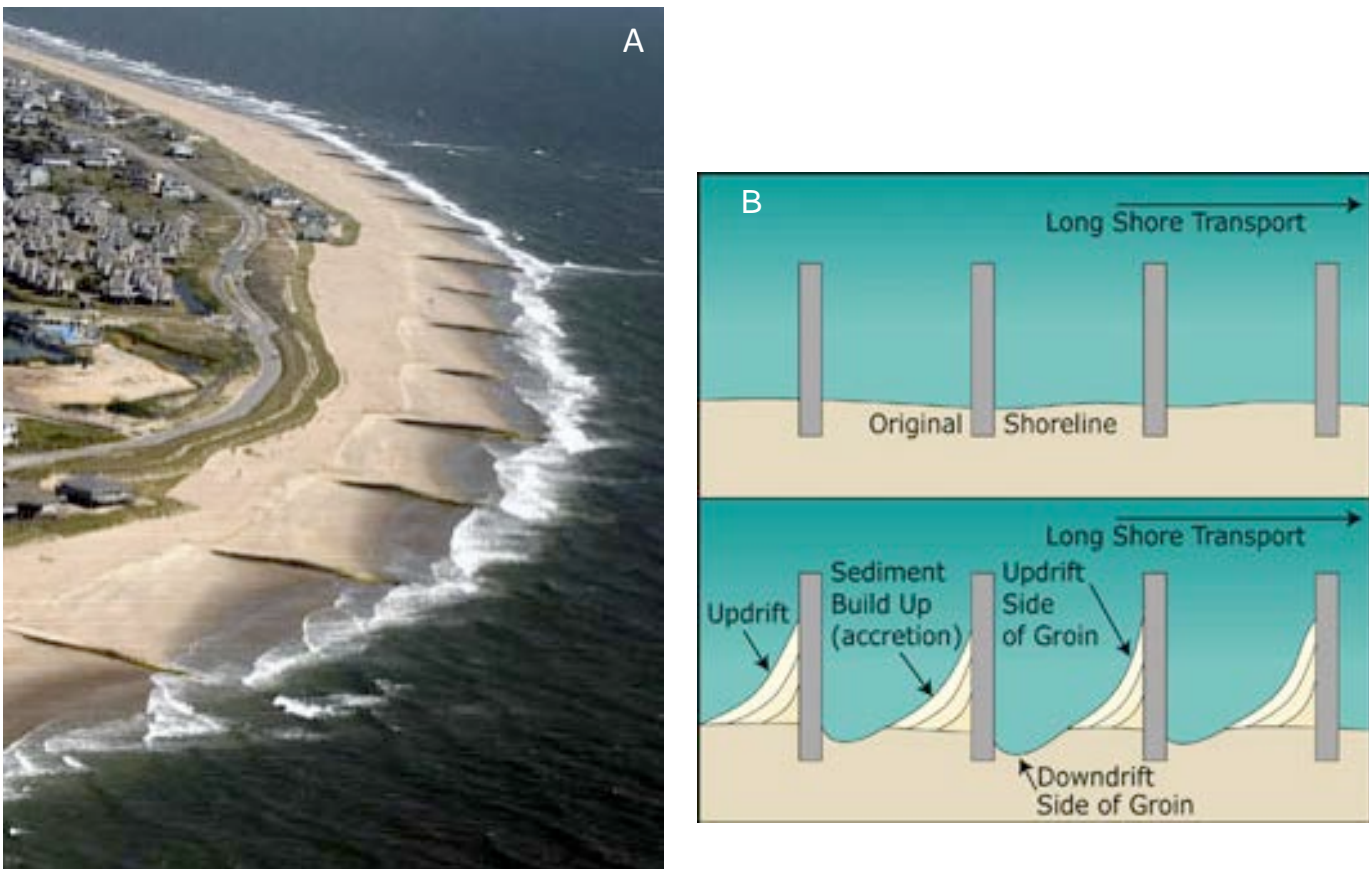 A
B
Long Shore Transport
Original Shoreline
Long Shore Transport
Updrift
Sediment
Build Up
(accretion)
Updrift
Side
of Groin
Downdrift
Side of Groin